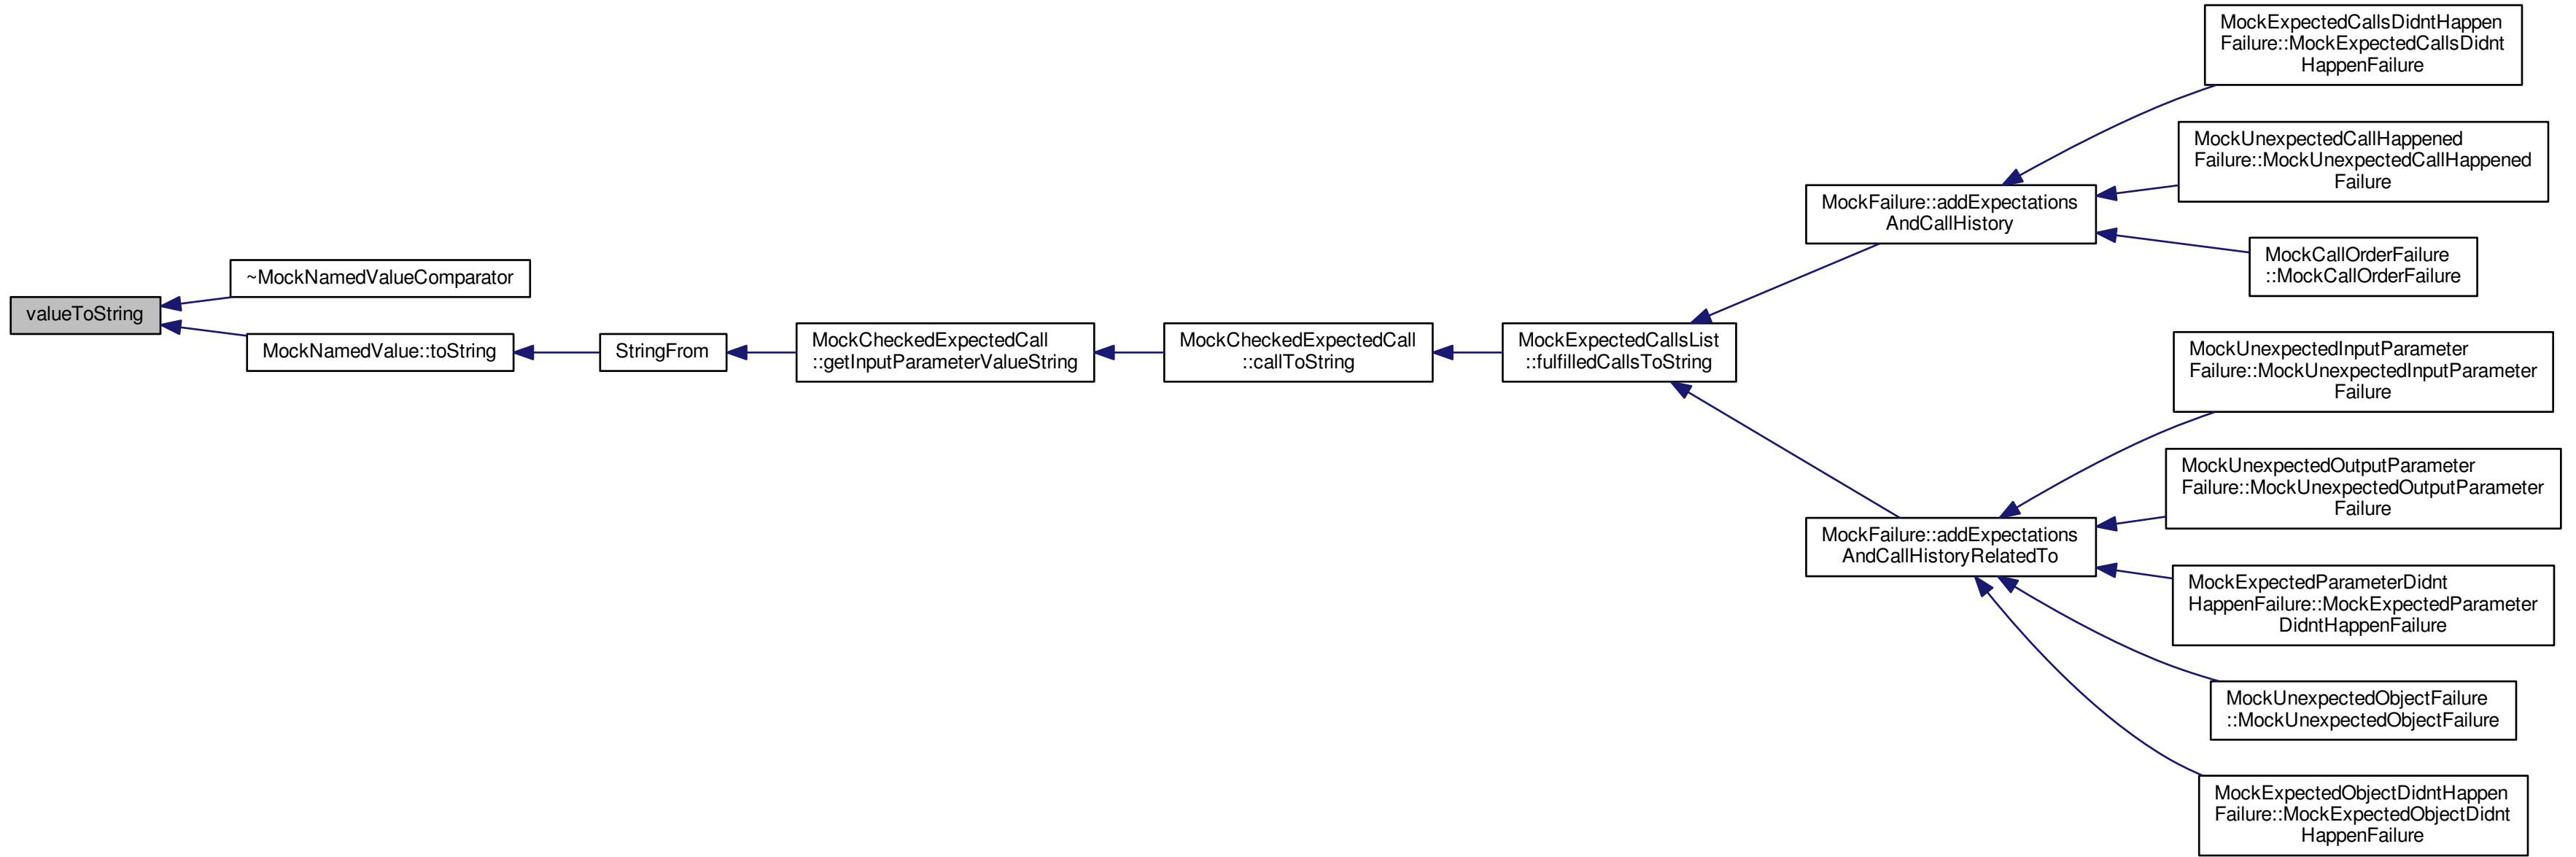 valueToString
~MockNamedValueComparator
MockNamedValue::toString
StringFrom
MockCheckedExpectedCall
::getInputParameterValueString
MockCheckedExpectedCall
::callToString
MockExpectedCallsList
::fulfilledCallsToString
MockFailure::addExpectations
AndCallHistory
MockExpectedCallsDidntHappen
Failure::MockExpectedCallsDidnt
HappenFailure
MockUnexpectedCallHappened
Failure::MockUnexpectedCallHappened
Failure
MockCallOrderFailure
::MockCallOrderFailure
MockFailure::addExpectations
AndCallHistoryRelatedTo
MockUnexpectedInputParameter
Failure::MockUnexpectedInputParameter
Failure
MockUnexpectedOutputParameter
Failure::MockUnexpectedOutputParameter
Failure
MockExpectedParameterDidnt
HappenFailure::MockExpectedParameter
DidntHappenFailure
MockUnexpectedObjectFailure
::MockUnexpectedObjectFailure
MockExpectedObjectDidntHappen
Failure::MockExpectedObjectDidnt
HappenFailure